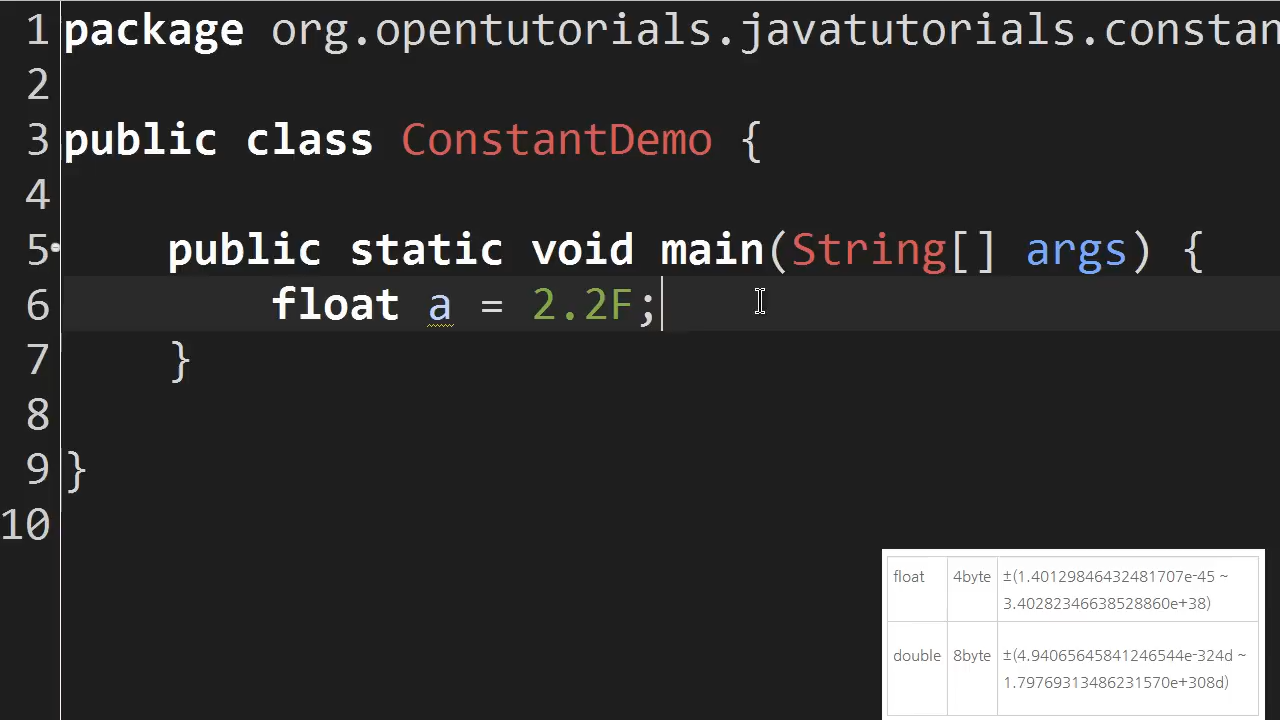 1 package org.opentutorials.javatutorials.constan
2
3 public class ConstantDemo {
4
5 public static void main(String[] args) {
6 float a = 2.2F;
7 }
8
9 }
10
float 4byte ±(1.40129846432481707e-45 ~
3.40282346638528860e+38)
double 8byte ±(4.94065645841246544e-324d ~
1.79769313486231570e+308d)